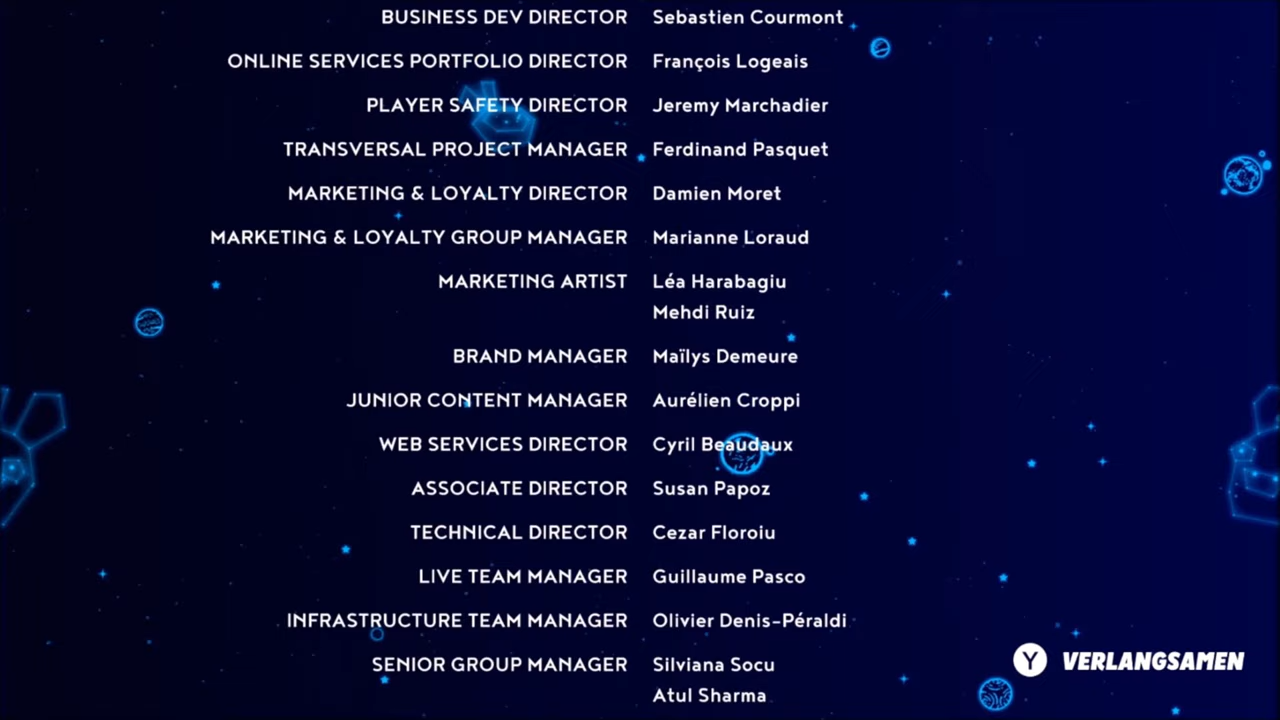 BUSINESS DEV DIRECTOR Sebastien Courmont
ONLINE SERVICES PORTFOLIO DIRECTOR François Logeais
PLAYER SAFETY DIRECTOR Jeremy Marchadier
TRANSVERSAL PROJECT MANAGER Ferdinand Pasquet
MARKETING & LOYALTY DIRECTOR Damien Moret
MARKETING & LOYALTY GROUP MANAGER Marianne Loraud
MARKETING ARTIST Léa Harabagiu
Mehdi Ruiz
BRAND MANAGER Maïlys Demeure
JUNIOR CONTENT MANAGER Aurélien Croppi
WEB SERVICES DIRECTOR Cyril Beaudaux
ASSOCIATE DIRECTOR Susan Papoz
TECHNICAL DIRECTOR Cezar Floroiu
LIVE TEAM MANAGER Guillaume Pasco
INFRASTRUCTURE TEAM MANAGER Olivier Denis-Péraldi
SENIOR GROUP MANAGER Silviana Socu
Atul Sharma
Y VERLANGSAMEN